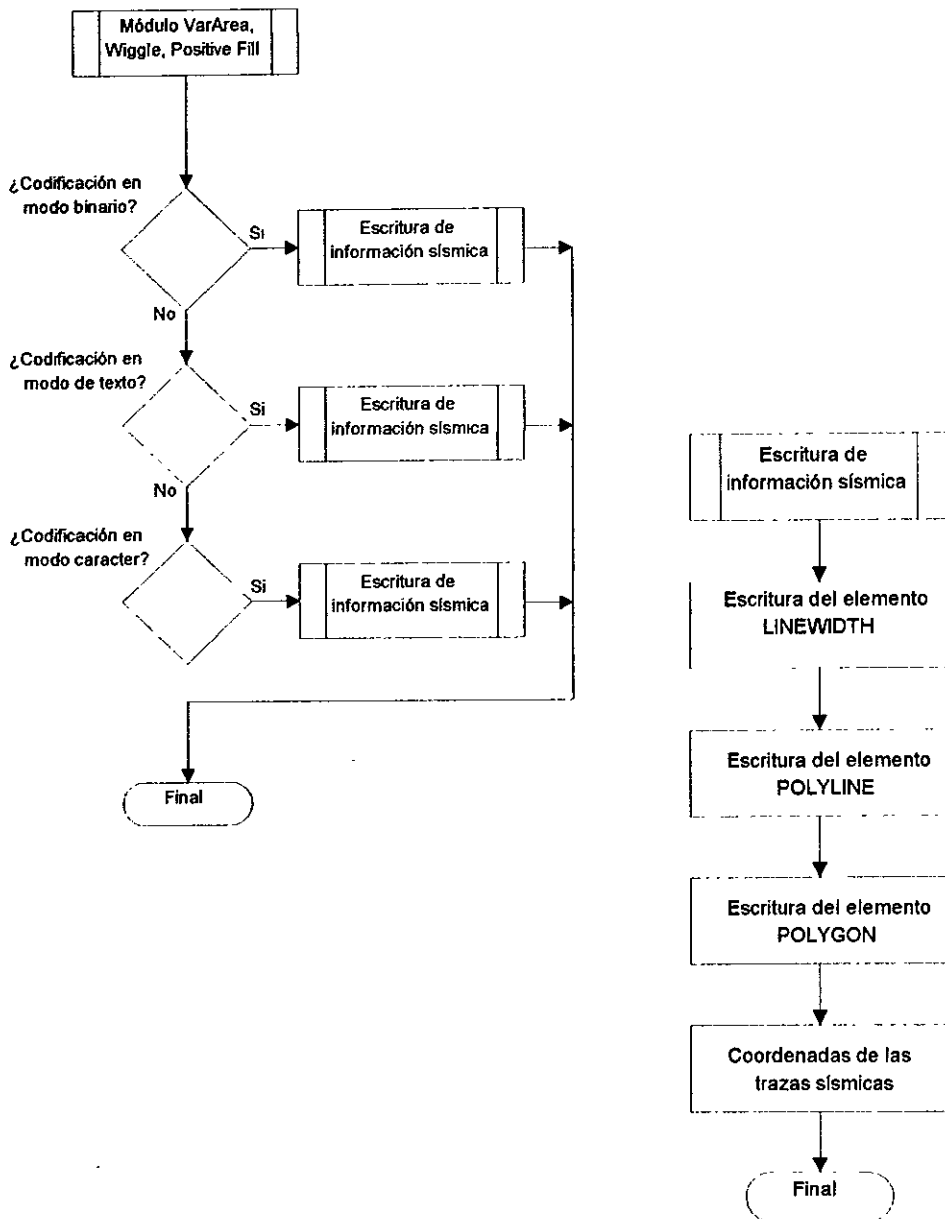 Módulo VarArea,
Wiggle, Positive Fill
¿Codificación en
modo binario?
Si
Escritura de
información sísmica
No
¿Codificación en
modo de texto?
Si
Escritura de
información sísmica
No
¿Codificación en
modo caracter?
Si
Escritura de
información sísmica
Final
Escritura de
información sísmica
Escritura del elemento
LINEWIDTH
Escritura del elemento
POLYLINE
Escritura del elemento
POLYGON
Coordenadas de las
trazas sísmicas
Final